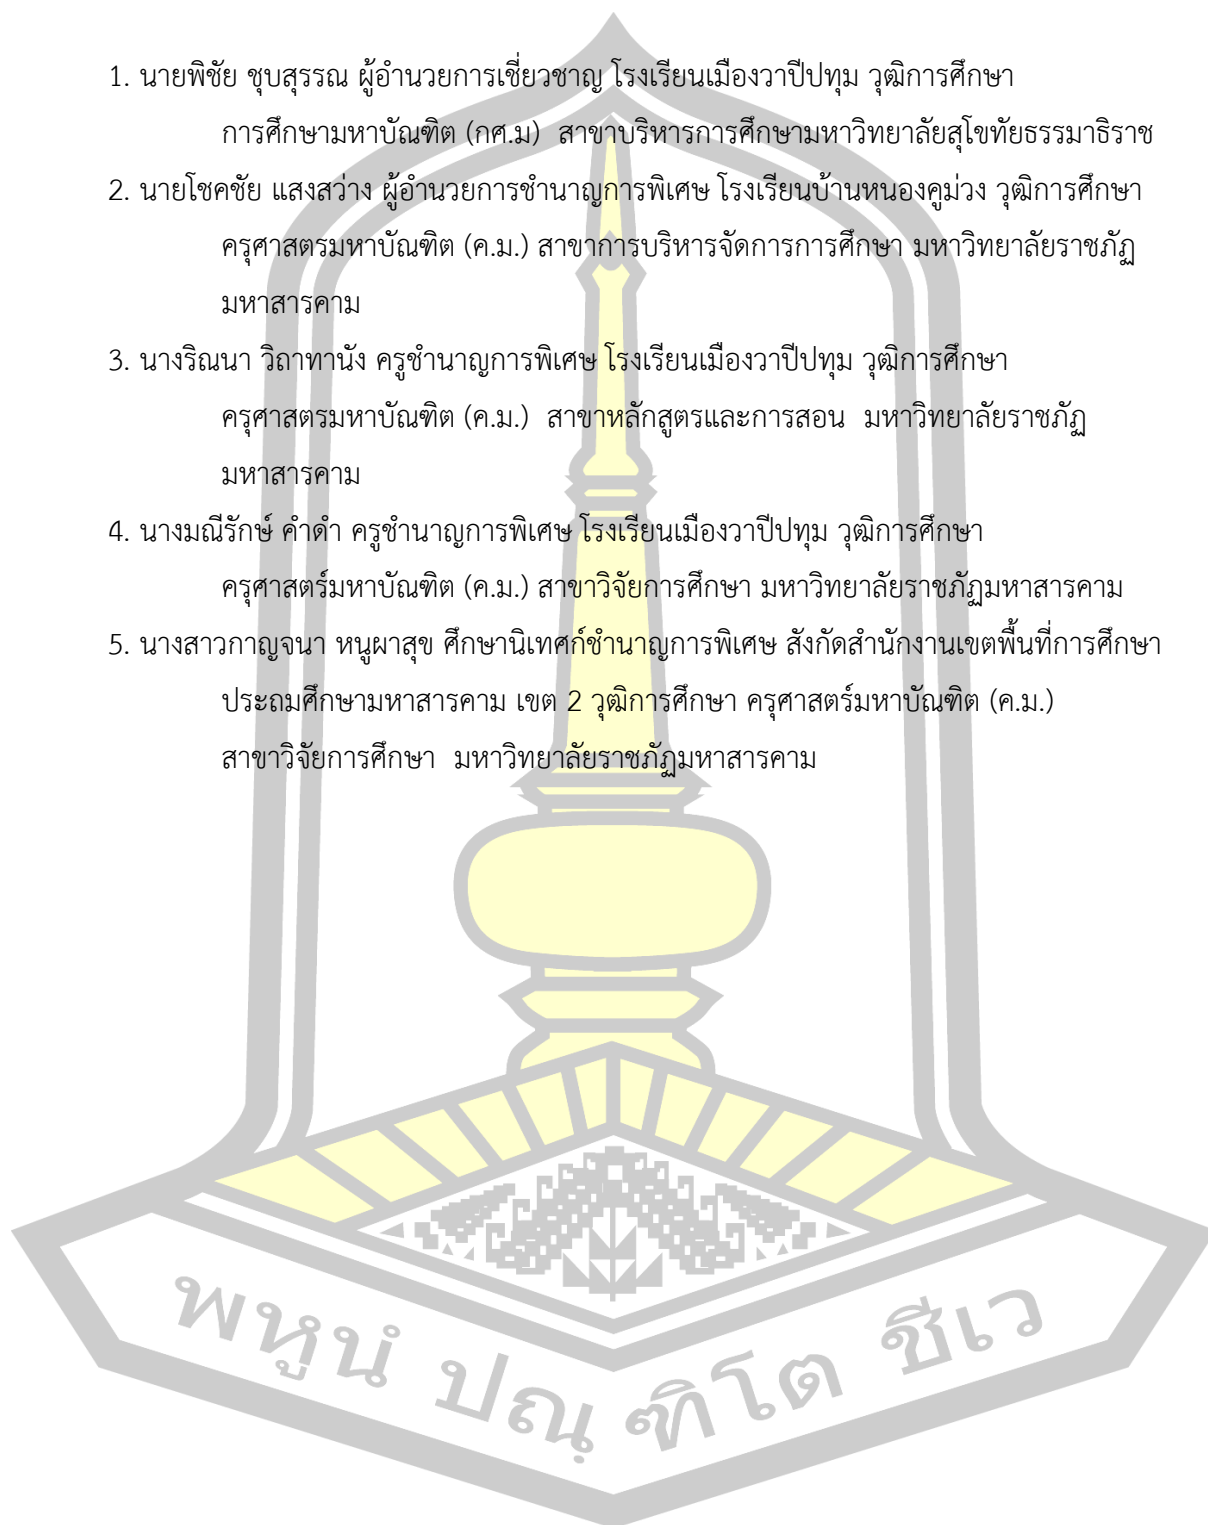 1. นายพิชัย ชุบสุรรณ ผู้อำนวยการเชี่ยวชาญ โรงเรียนเมืองวาปีปทุม วุฒิการศึกษา
การศึกษามหาบัณฑิต (กศ.ม)  สาขาบริหารการศึกษามหาวิทยาลัยสุโขทัยธรรมาธิราช
2. นายโชคชัย แสงสว่าง ผู้อำนวยการชำนาญการพิเศษ โรงเรียนบ้านหนองคูม่วง วุฒิการศึกษา
ครุศาสตรมหาบัณฑิต (ค.ม.) สาขาการบริหารจัดการการศึกษา มหาวิทยาลัยราชภัฏ
มหาสารคาม
3. นางริณนา วิถาทานัง ครูชำนาญการพิเศษ โรงเรียนเมืองวาปีปทุม วุฒิการศึกษา
ครุศาสตรมหาบัณฑิต (ค.ม.)  สาขาหลักสูตรและการสอน  มหาวิทยาลัยราชภัฏ
มหาสารคาม
4. นางมณีรักษ์ คำดำ ครูชำนาญการพิเศษ โรงเรียนเมืองวาปีปทุม วุฒิการศึกษา
ครุศาสตร์มหาบัณฑิต (ค.ม.) สาขาวิจัยการศึกษา มหาวิทยาลัยราชภัฏมหาสารคาม
5. นางสาวกาญจนา หนูผาสุข ศึกษานิเทศก์ชำนาญการพิเศษ สังกัดสำนักงานเขตพื้นที่การศึกษา
ประถมศึกษามหาสารคาม เขต 2 วุฒิการศึกษา ครุศาสตร์มหาบัณฑิต (ค.ม.)
สาขาวิจัยการศึกษา  มหาวิทยาลัยราชภัฏมหาสารคาม
พหูนํ ปณฺฑิโต ชีเว